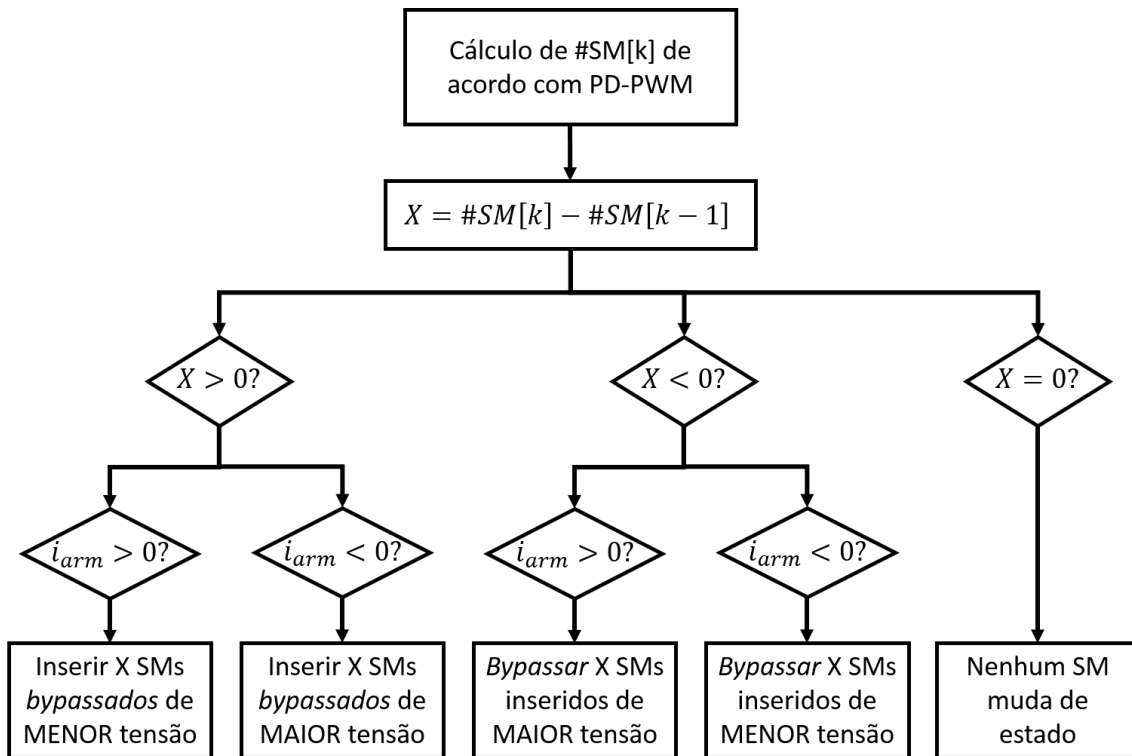 Cálculo de #SM[k] de
acordo com PD-PWM
X = #SM[k] − #SM[k − 1]
X > 0?
X < 0?
X = 0?
i_arm > 0?
i_arm < 0?
i_arm > 0?
i_arm < 0?
Inserir X SMs
bypassados de
MENOR tensão
Inserir X SMs
bypassados de
MAIOR tensão
Bypassar X SMs
inseridos de
MAIOR tensão
Bypassar X SMs
inseridos de
MENOR tensão
Nenhum SM
muda de
estado